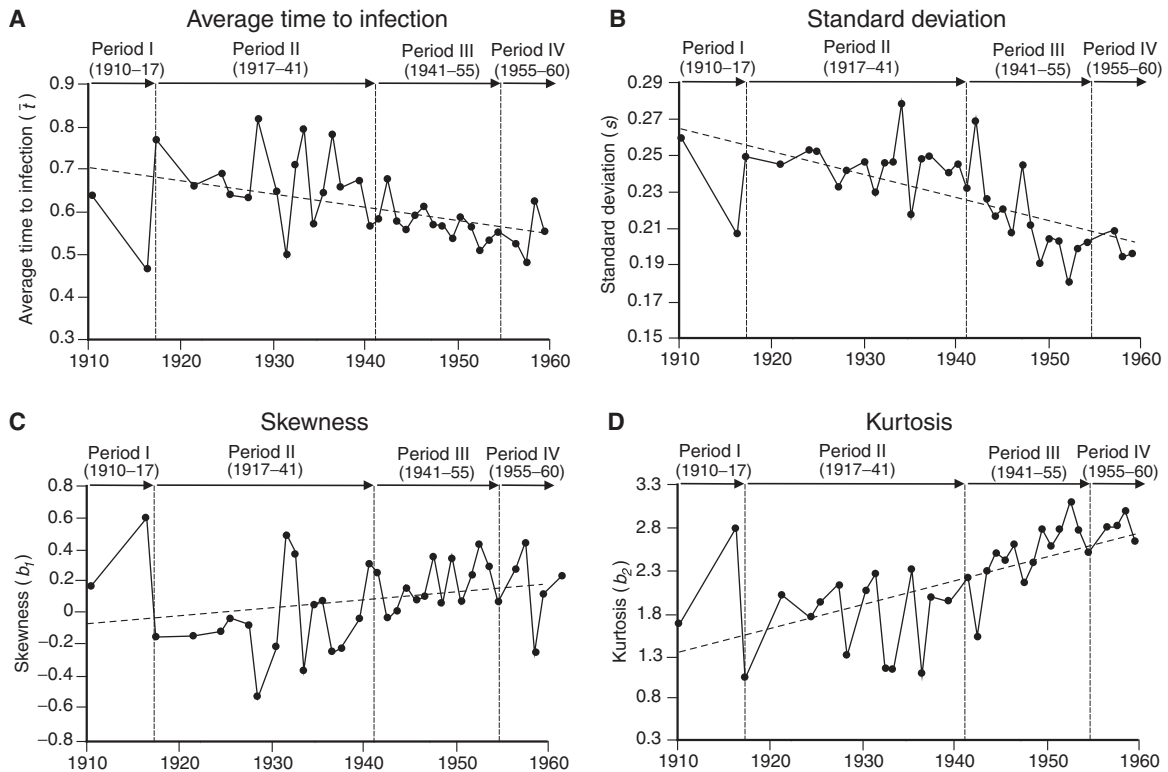 A Average time to infection
Period I
(1910–17)
Period II
(1917–41)
Period III
(1941–55)
Period IV
(1955–60)
Average time to infection ( t̄ )
0.9
0.8
0.7
0.6
0.5
0.4
0.3
1910 1920 1930 1940 1950 1960
B Standard deviation
Period I
(1910–17)
Period II
(1917–41)
Period III
(1941–55)
Period IV
(1955–60)
Standard deviation (s)
0.29
0.27
0.25
0.23
0.21
0.19
0.17
0.15
1910 1920 1930 1940 1950 1960
C Skewness
Period I
(1910–17)
Period II
(1917–41)
Period III
(1941–55)
Period IV
(1955–60)
Skewness (b1)
0.8
0.6
0.4
0.2
0
−0.2
−0.4
−0.6
−0.8
1910 1920 1930 1940 1950 1960
D Kurtosis
Period I
(1910–17)
Period II
(1917–41)
Period III
(1941–55)
Period IV
(1955–60)
Kurtosis (b2)
3.3
2.8
2.3
1.8
1.3
0.8
0.3
1910 1920 1930 1940 1950 1960